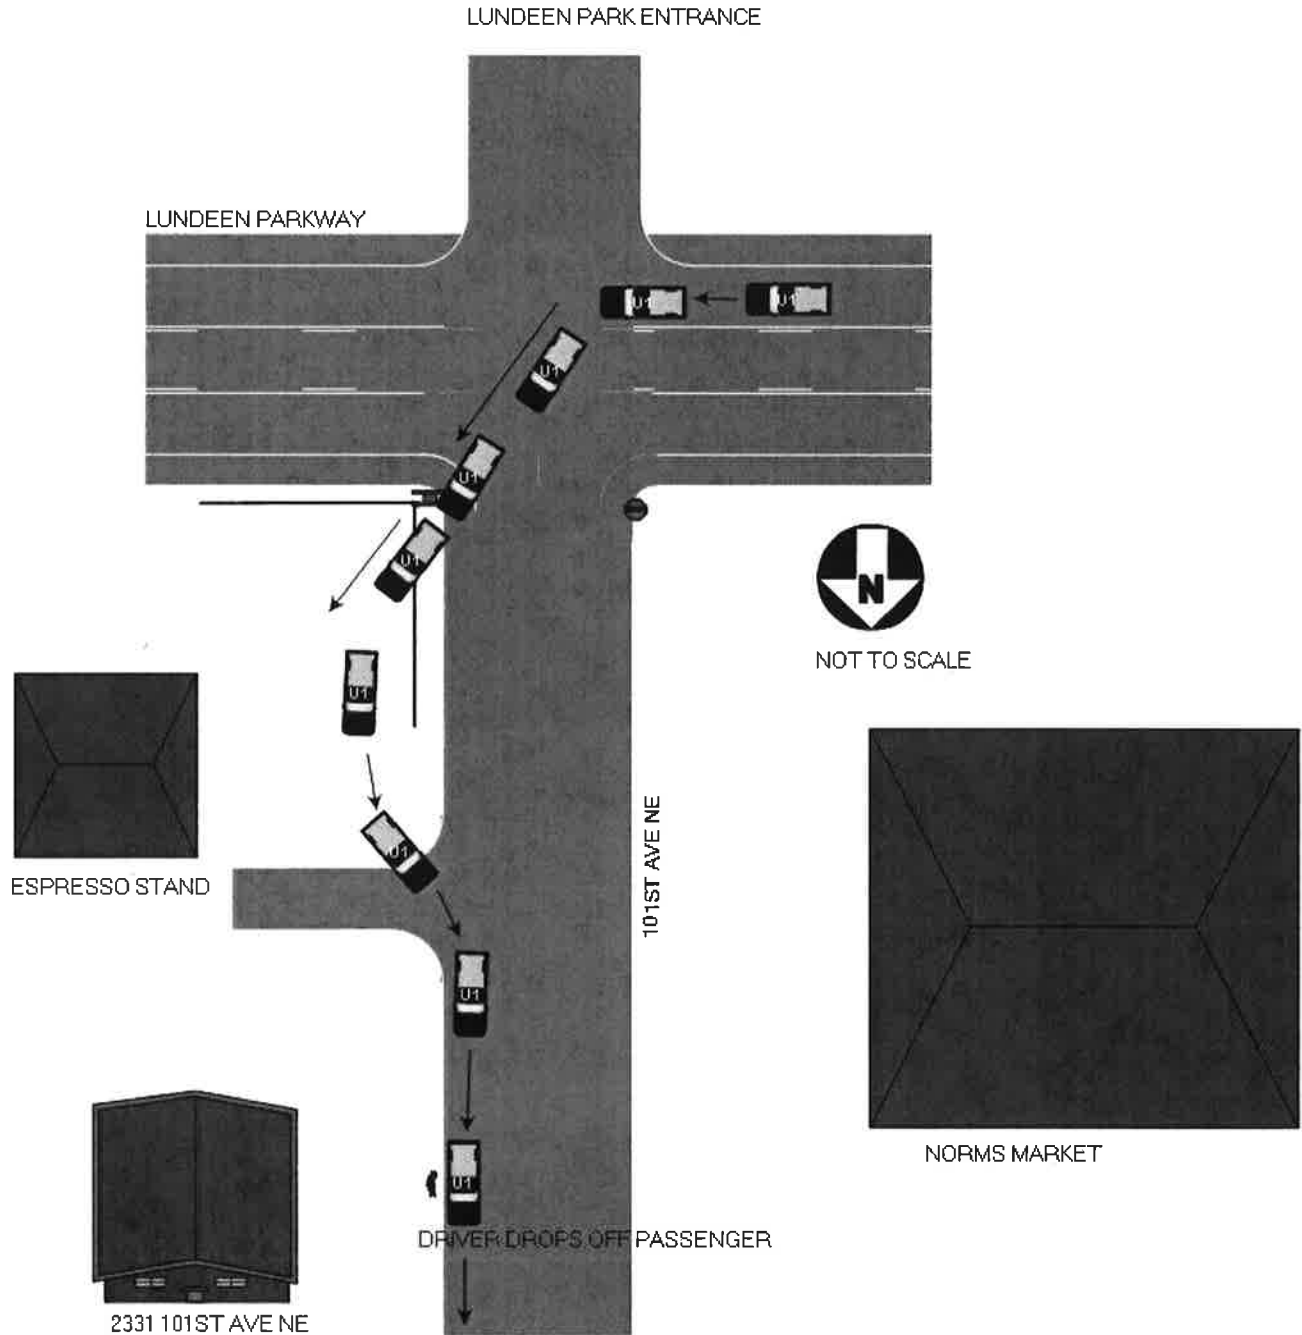 LUNDEEN PARK ENTRANCE
LUNDEEN PARKWAY
U1
U1
U1
U1
U1
N
NOT TO SCALE
U1
ESPRESSO STAND
U1
101ST AVE NE
U1
NORMS MARKET
U1
DRIVER DROPS OFF PASSENGER
2331 101ST AVE NE